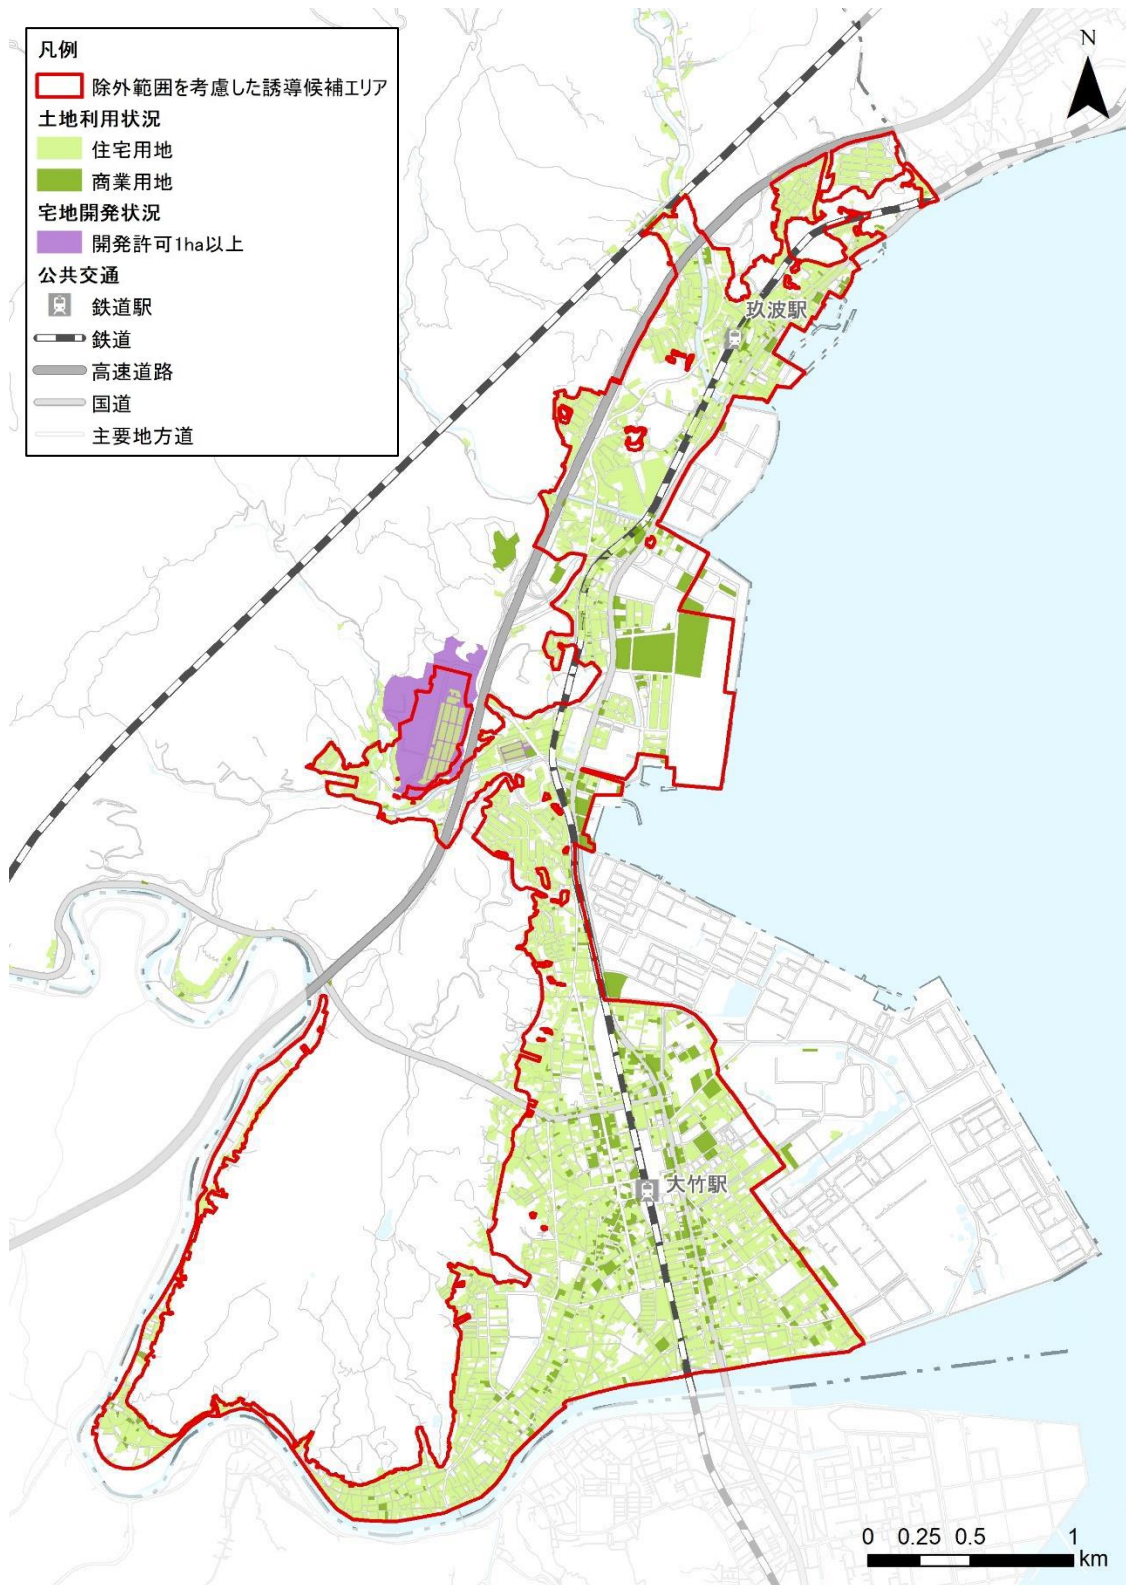 凡例
除外範囲を考慮した誘導候補エリア
土地利用状況
住宅用地
商業用地
宅地開発状況
開発許可1ha以上
公共交通
鉄道駅
鉄道
高速道路
国道
主要地方道
N
玖波駅
大竹駅
0 0.25 0.5 1
km